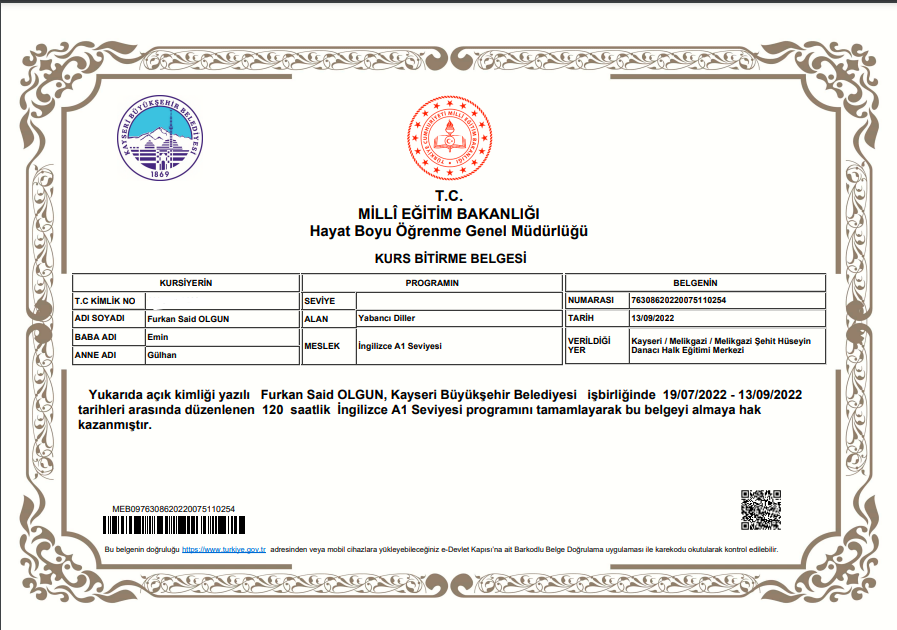 KAYSERİ BÜYÜKŞEHİR BELEDİYESİ
1869
TÜRKİYE CUMHURİYETİ MİLLÎ EĞİTİM BAKANLIĞI
T.C.
MİLLÎ EĞİTİM BAKANLIĞI
Hayat Boyu Öğrenme Genel Müdürlüğü
KURS BİTİRME BELGESİ
KURSİYERİN
T.C KİMLİK NO
ADI SOYADI Furkan Said OLGUN
BABA ADI Emin
ANNE ADI Gülhan
PROGRAMIN
SEVİYE
ALAN Yabancı Diller
MESLEK İngilizce A1 Seviyesi
BELGENİN
NUMARASI 76308620220075110254
TARİH 13/09/2022
VERİLDİĞİ YER Kayseri / Melikgazi / Melikgazi Şehit Hüseyin
Danacı Halk Eğitimi Merkezi
Yukarıda açık kimliği yazılı Furkan Said OLGUN, Kayseri Büyükşehir Belediyesi işbirliğinde 19/07/2022 - 13/09/2022
tarihleri arasında düzenlenen 120 saatlik İngilizce A1 Seviyesi programını tamamlayarak bu belgeyi almaya hak
kazanmıştır.
MEB0976308620220075110254
Bu belgenin doğruluğu https://www.turkiye.gov.tr adresinden veya mobil cihazlara yükleyebileceğiniz e-Devlet Kapısı'na ait Barkodlu Belge Doğrulama uygulaması ile karekodu okutularak kontrol edilebilir.